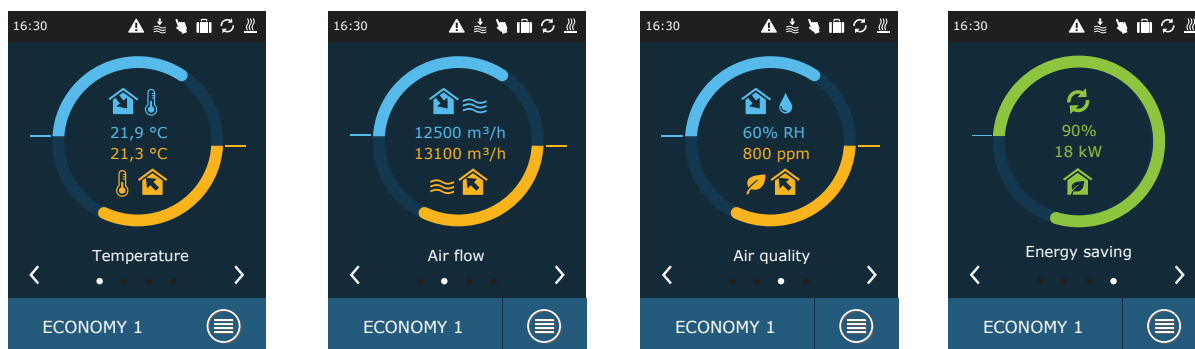 16:30
21,9 °C
21,3 °C
Temperature
ECONOMY 1
16:30
12500 m³/h
13100 m³/h
Air flow
ECONOMY 1
16:30
60% RH
800 ppm
Air quality
ECONOMY 1
16:30
90%
18 kW
Energy saving
ECONOMY 1